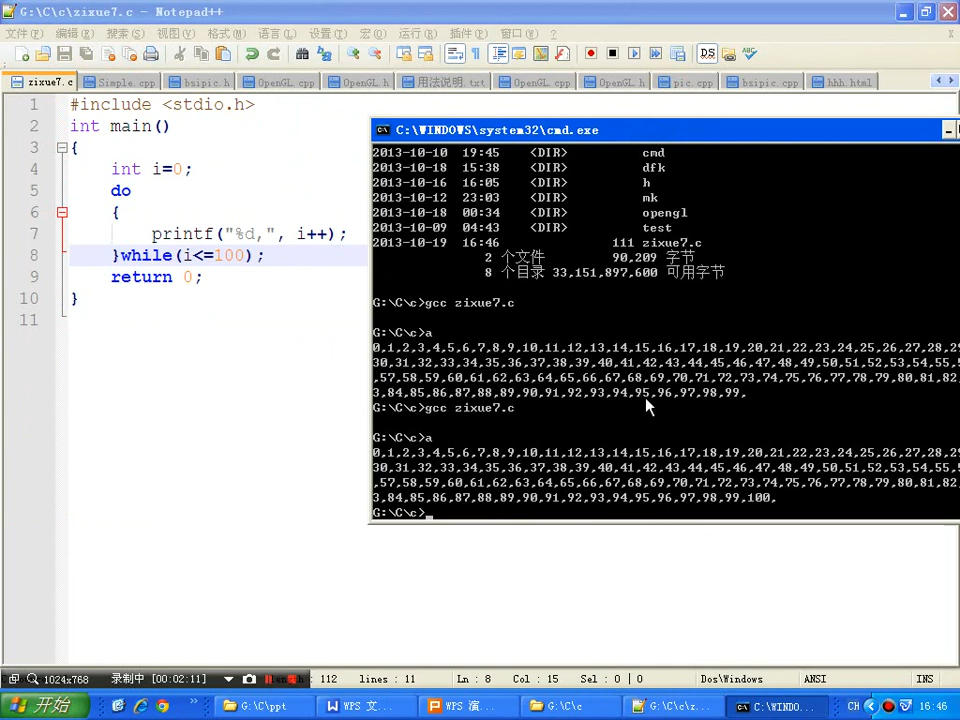 G:\C\c\zixue7.c - Notepad++
文件(F) 编辑(E) 搜索(S) 视图(V) 格式(M) 语言(L) 设置(T) 宏(O) 运行(R) 插件(P) 窗口(W) ?
zixue7.c Simple.cpp bsipic.h OpenGL.cpp OpenGL.h 用法说明.txt OpenGL.cpp OpenGL.h pic.cpp bsipic.cpp hhh.html
1 #include <stdio.h>
2 int main()
3 {
4 int i=0;
5 do
6 {
7 printf("%d,", i++);
8 }while(i<=100);
9 return 0;
10 }
11
C:\WINDOWS\system32\cmd.exe
2013-10-10 19:45 <DIR> cmd
2013-10-18 15:38 <DIR> dfk
2013-10-16 16:05 <DIR> h
2013-10-12 23:03 <DIR> mk
2013-10-18 00:34 <DIR> opengl
2013-10-09 04:43 <DIR> test
2013-10-19 16:46 111 zixue7.c
2 个文件 90,209 字节
8 个目录 33,151,897,600 可用字节
G:\C\c>gcc zixue7.c
G:\C\c>a
0,1,2,3,4,5,6,7,8,9,10,11,12,13,14,15,16,17,18,19,20,21,22,23,24,25,26,27,28,29
30,31,32,33,34,35,36,37,38,39,40,41,42,43,44,45,46,47,48,49,50,51,52,53,54,55,5
,57,58,59,60,61,62,63,64,65,66,67,68,69,70,71,72,73,74,75,76,77,78,79,80,81,82,
3,84,85,86,87,88,89,90,91,92,93,94,95,96,97,98,99,
G:\C\c>gcc zixue7.c
G:\C\c>a
0,1,2,3,4,5,6,7,8,9,10,11,12,13,14,15,16,17,18,19,20,21,22,23,24,25,26,27,28,29
30,31,32,33,34,35,36,37,38,39,40,41,42,43,44,45,46,47,48,49,50,51,52,53,54,55,5
,57,58,59,60,61,62,63,64,65,66,67,68,69,70,71,72,73,74,75,76,77,78,79,80,81,82,
3,84,85,86,87,88,89,90,91,92,93,94,95,96,97,98,99,100,
G:\C\c>
1024x768 录制中 [00:02:11] : 112 lines : 11 Ln : 8 Col : 15 Sel : 0 | 0 Dos\Windows ANSI INS
开始 G:\C\ppt WPS 文... WPS 演... G:\C\c G:\C\c\z... C:\WINDO... CH 16:46